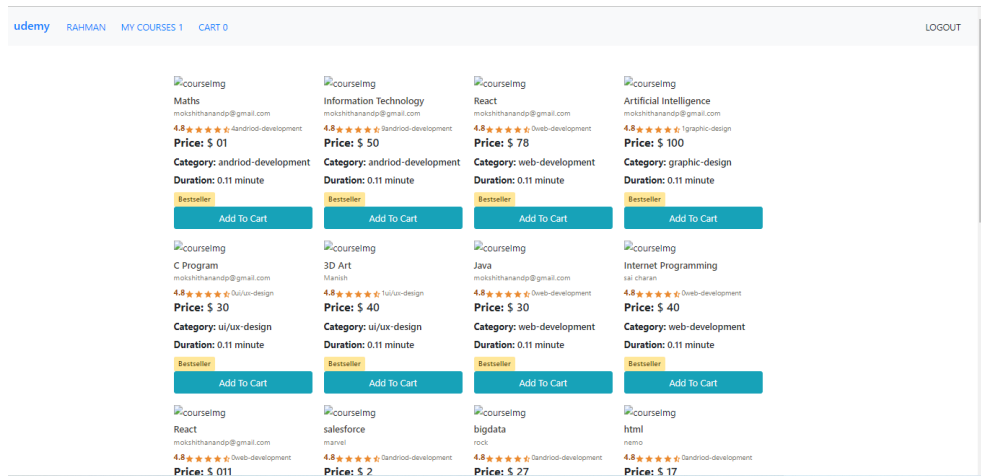 udemy RAHMAN MY COURSES 1 CART 0 LOGOUT
courseImg courseImg courseImg courseImg
Maths Information Technology React Artificial Intelligence
mokshithanandp@gmail.com mokshithanandp@gmail.com mokshithanandp@gmail.com mokshithanandp@gmail.com
4.8 4andriod-development 4.8 9andriod-development 4.8 0web-development 4.8 1graphic-design
Price: $ 01 Price: $ 50 Price: $ 78 Price: $ 100
Category: andriod-development Category: andriod-development Category: web-development Category: graphic-design
Duration: 0.11 minute Duration: 0.11 minute Duration: 0.11 minute Duration: 0.11 minute
Bestseller Bestseller Bestseller Bestseller
Add To Cart Add To Cart Add To Cart Add To Cart
courseImg courseImg courseImg courseImg
C Program 3D Art Java Internet Programming
mokshithanandp@gmail.com Manish mokshithanandp@gmail.com sai charan
4.8 0ui/ux-design 4.8 1ui/ux-design 4.8 0web-development 4.8 0web-development
Price: $ 30 Price: $ 40 Price: $ 30 Price: $ 40
Category: ui/ux-design Category: ui/ux-design Category: web-development Category: web-development
Duration: 0.11 minute Duration: 0.11 minute Duration: 0.11 minute Duration: 0.11 minute
Bestseller Bestseller Bestseller Bestseller
Add To Cart Add To Cart Add To Cart Add To Cart
courseImg courseImg courseImg courseImg
React salesforce bigdata html
mokshithanandp@gmail.com marvel rock nemo
4.8 0web-development 4.8 0andriod-development 4.8 0andriod-development 4.8 0andriod-development
Price: $ 011 Price: $ 2 Price: $ 27 Price: $ 17